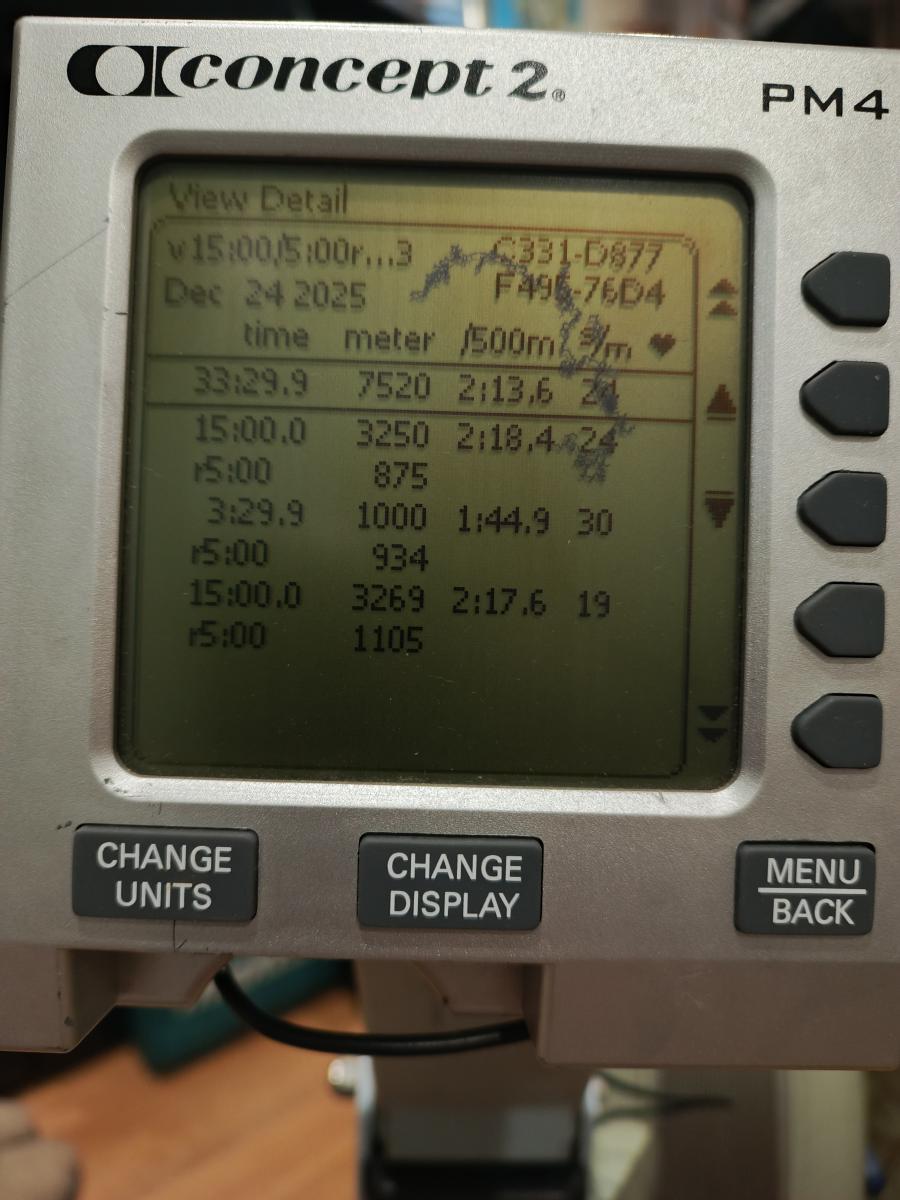 concept 2®
PM4
View Detail
v15:00/5:00r...3
Dec 24 2025 -76D4
time meter /500m s/m
33:29.9 7520 2:13.6
15:00.0 3250 2:18.4 24
r5:00 875
3:29.9 1000 1:44.9 30
r5:00 934
15:00.0 3269 2:17.6 19
r5:00 1105
CHANGE
UNITS
CHANGE
DISPLAY
MENU
BACK